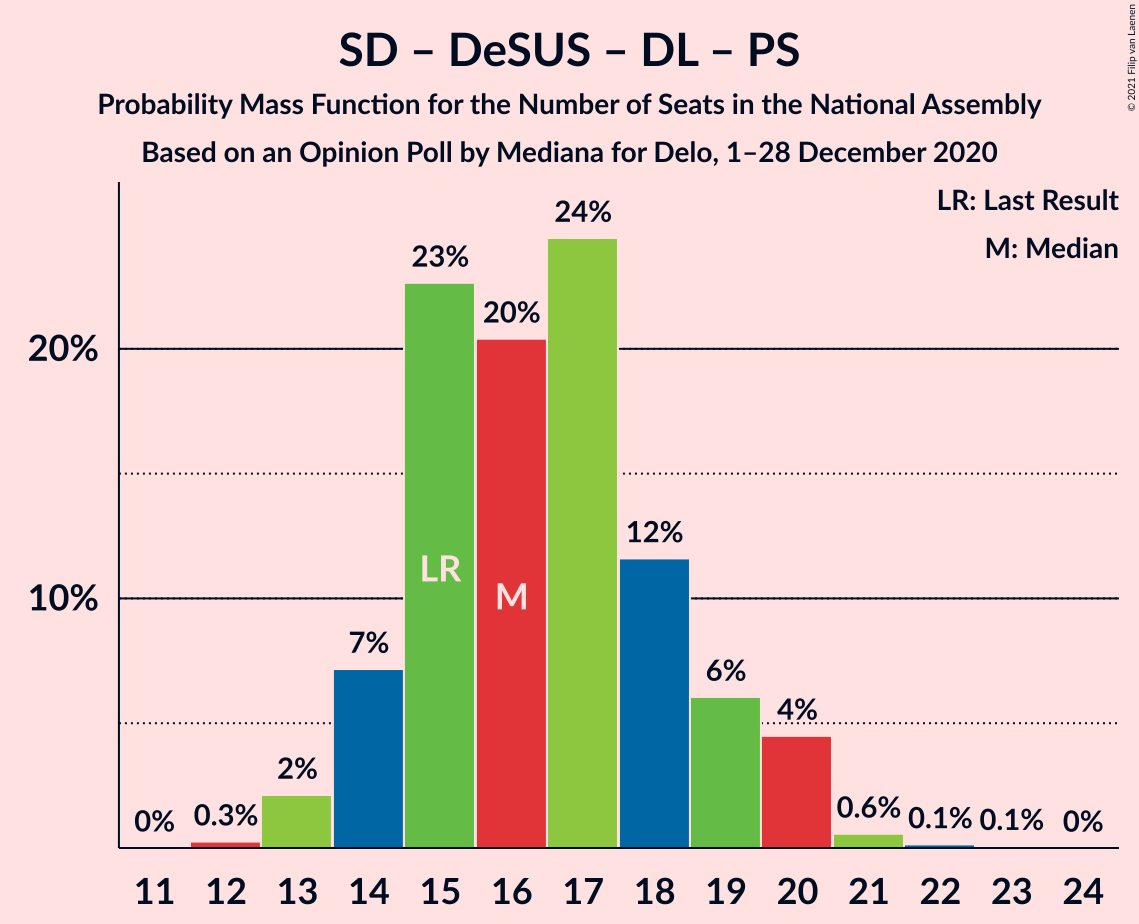 SD – DeSUS – DL – PS
Probability Mass Function for the Number of Seats in the National Assembly
Based on an Opinion Poll by Mediana for Delo, 1–28 December 2020
© 2021 Filip van Laenen
LR: Last Result
M: Median
24%
23%
20%
20%
12%
LR
M
10%
7%
6%
4%
2%
0%
0.3%
0.6%
0.1%
0.1%
0%
11 12 13 14 15 16 17 18 19 20 21 22 23 24